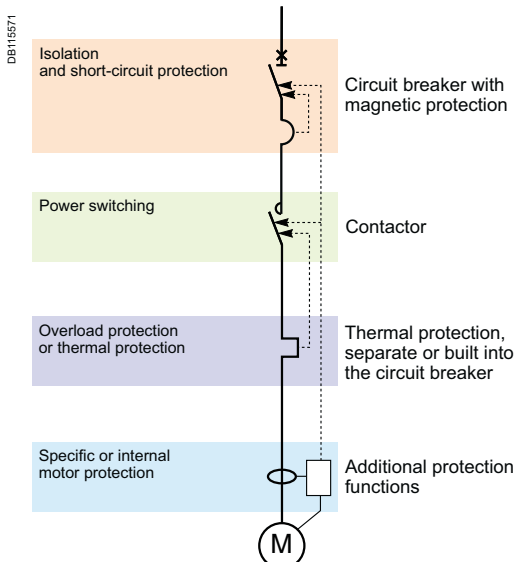 DB115571
Isolation
and short-circuit protection
Circuit breaker with
magnetic protection
Power switching
Contactor
Overload protection
or thermal protection
Thermal protection,
separate or built into
the circuit breaker
Specific or internal
motor protection
Additional protection
functions
M